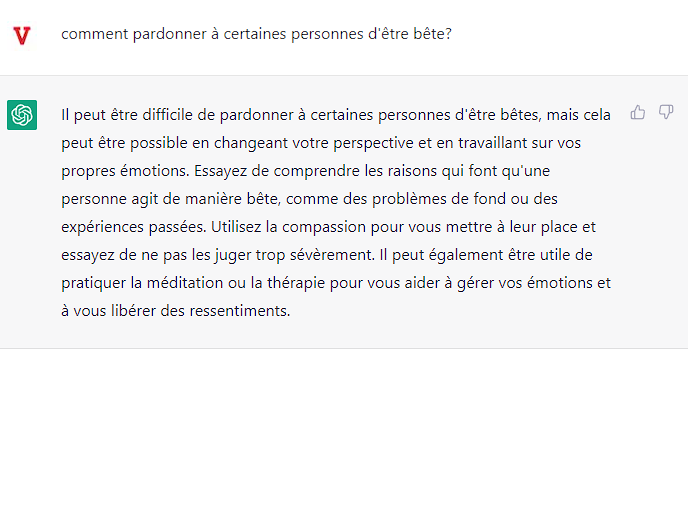 V
comment pardonner à certaines personnes d'être bête?
Il peut être difficile de pardonner à certaines personnes d'être bêtes, mais cela
peut être possible en changeant votre perspective et en travaillant sur vos
propres émotions. Essayez de comprendre les raisons qui font qu'une
personne agit de manière bête, comme des problèmes de fond ou des
expériences passées. Utilisez la compassion pour vous mettre à leur place et
essayez de ne pas les juger trop sévèrement. Il peut également être utile de
pratiquer la méditation ou la thérapie pour vous aider à gérer vos émotions et
à vous libérer des ressentiments.